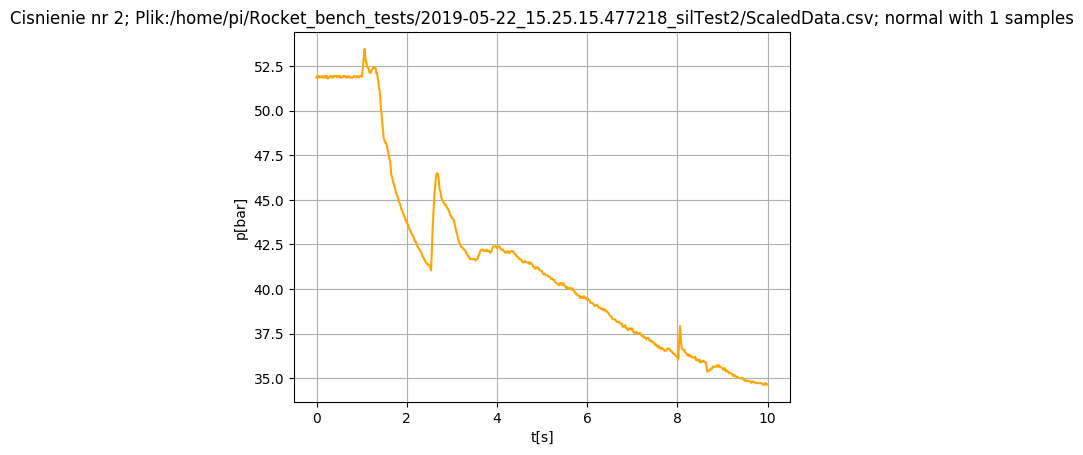 Cisnienie nr 2; Plik:/home/pi/Rocket_bench_tests/2019-05-22_15.25.15.477218_silTest2/ScaledData.csv; normal with 1 samples
52.5
50.0
47.5
45.0
42.5
40.0
37.5
35.0
p[bar]
0 2 4 6 8 10
t[s]